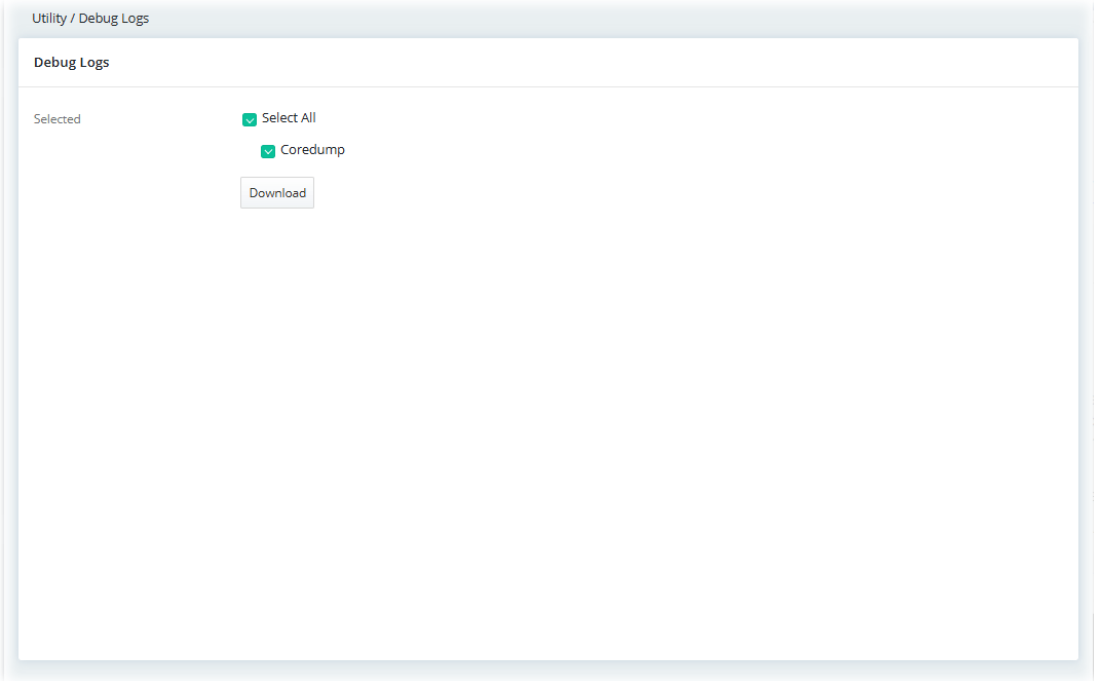 Utility / Debug Logs
Debug Logs
Selected
Select All
Coredump
Download